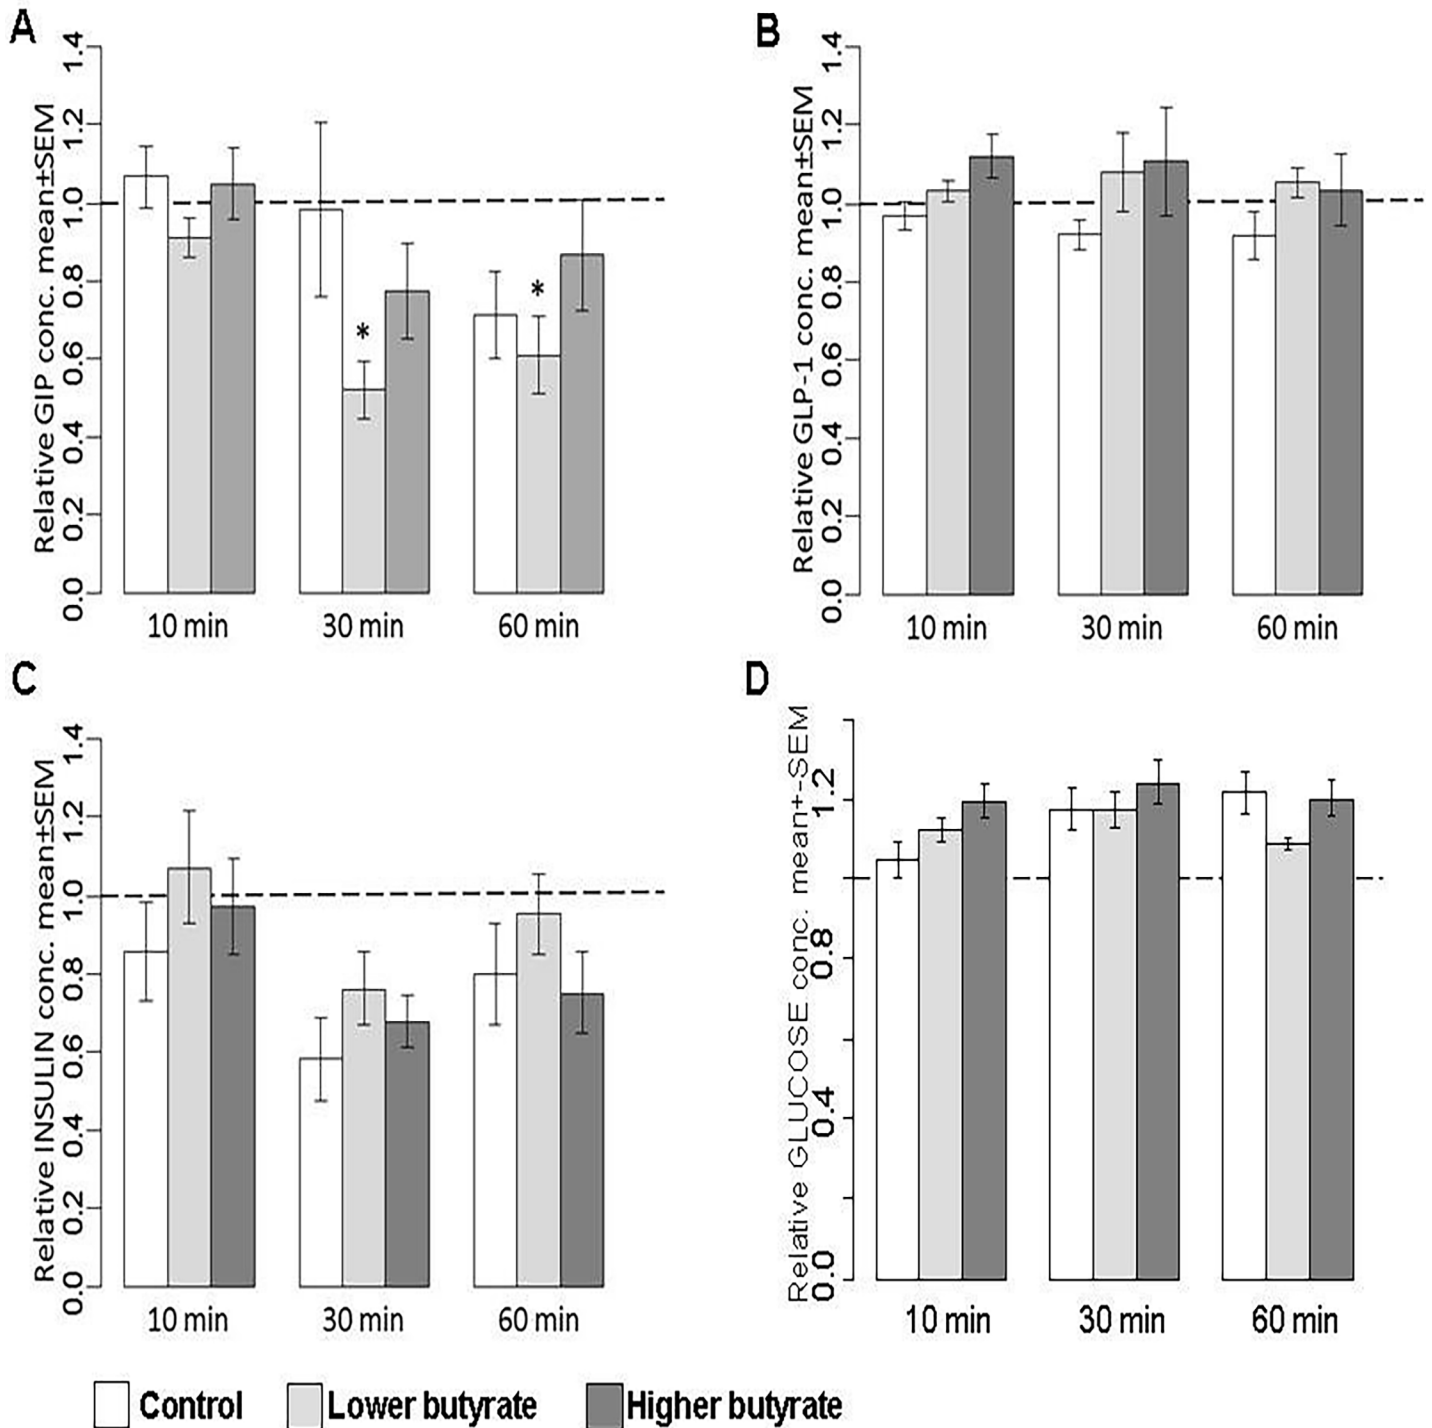 A
Relative GIP conc. mean±SEM
1.4
1.2
1.0
0.8
0.6
0.4
0.2
0.0
*
*
10 min
30 min
60 min
B
Relative GLP-1 conc. mean±SEM
1.4
1.2
1.0
0.8
0.6
0.4
0.2
0.0
10 min
30 min
60 min
C
Relative INSULIN conc. mean±SEM
1.4
1.2
1.0
0.8
0.6
0.4
0.2
0.0
10 min
30 min
60 min
D
Relative GLUCOSE conc. mean+-SEM
1.2
0.8
0.4
0.0
10 min
30 min
60 min
Control
Lower butyrate
Higher butyrate